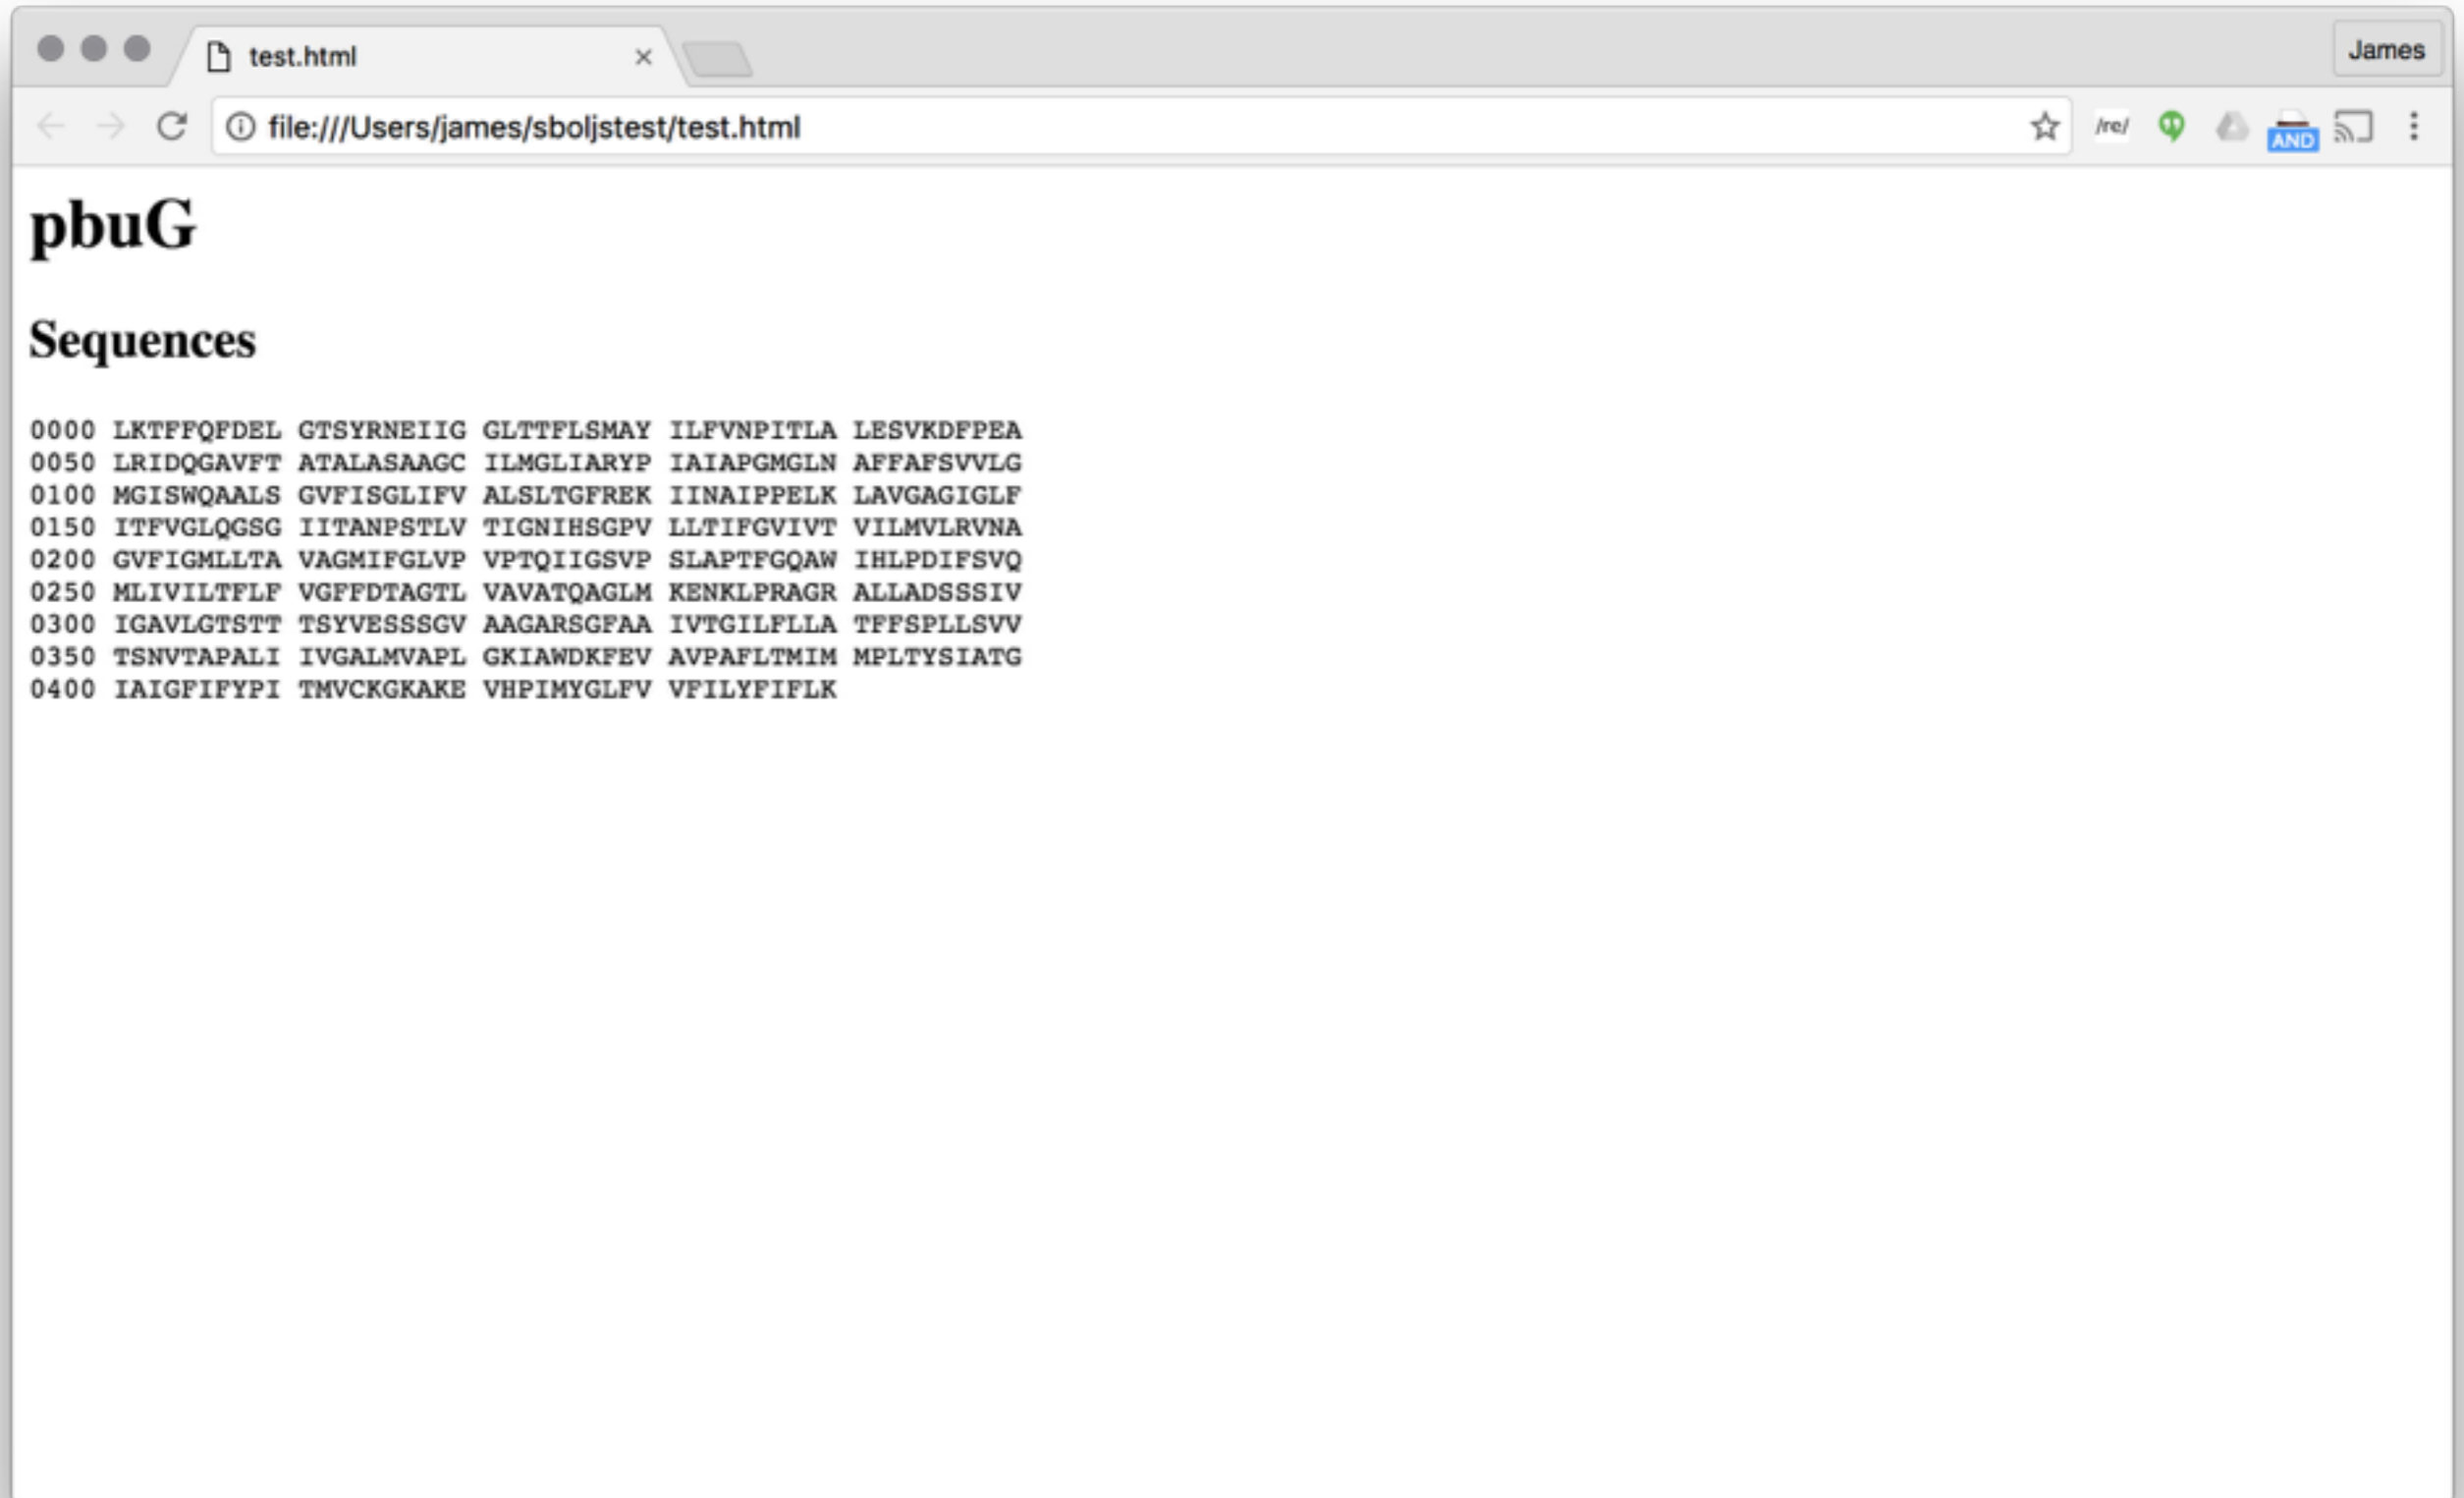 test.html
James
file:///Users/james/sboljstest/test.html
/re/
AND
pbuG
Sequences
0000 LKTFFQFDEL GTSYRNEIIG GLTTFLSMAY ILFVNPITLA LESVKDFPEA
0050 LRIDQGAVFT ATALASAAGC ILMGLIARYP IAIAPGMGLN AFFAFSVVLG
0100 MGISWQAALS GVFISGLIFV ALSLTGFREK IINAIPPELK LAVGAGIGLF
0150 ITFVGLQGSG IITANPSTLV TIGNIHSGPV LLTIFGVIVT VILMVLRVNA
0200 GVFIGMLLTA VAGMIFGLVP VPTQIIGSVP SLAPTFGQAW IHLPDIFSVQ
0250 MLIVILTFLF VGFFDTAGTL VAVATQAGLM KENKLPRAGR ALLADSSSIV
0300 IGAVLGTSTT TSYVESSSGV AAGARSGFAA IVTGILFLLA TFFSPLLSVV
0350 TSNVTAPALI IVGALMVAPL GKIAWDKFEV AVPAFLTMIM MPLTYSIATG
0400 IAIGFIFYPI TMVCKGKAKE VHPIMYGLFV VFILYFIFLK